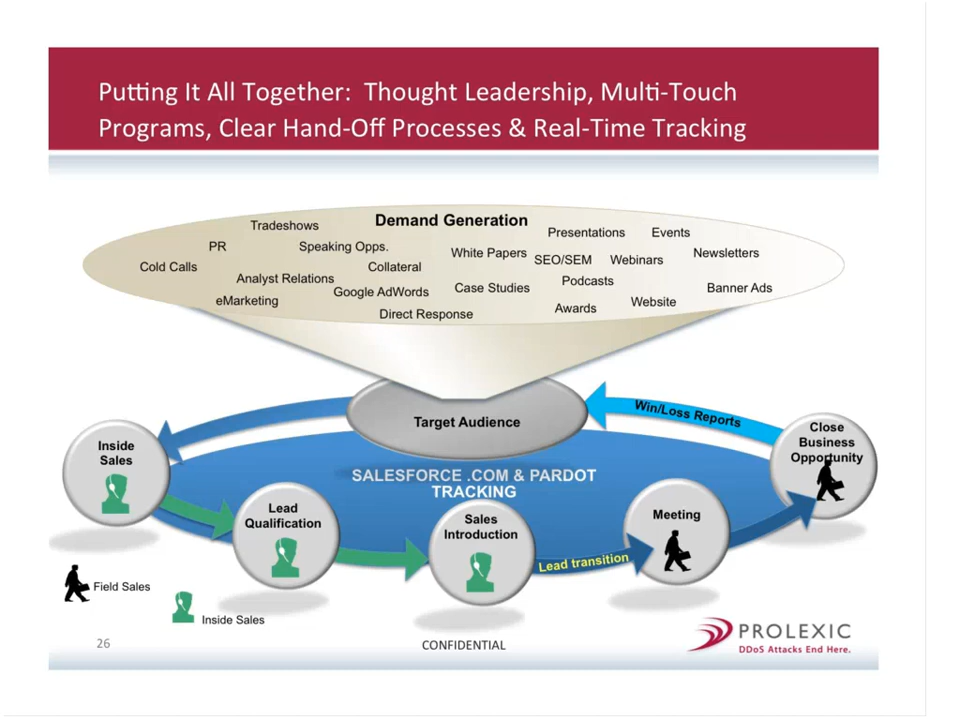 Putting It All Together:  Thought Leadership, Multi-Touch
Programs, Clear Hand-Off Processes & Real-Time Tracking
Demand Generation
Tradeshows
Presentations
Events
PR
Speaking Opps.
White Papers
SEO/SEM
Webinars
Newsletters
Cold Calls
Collateral
Analyst Relations
Google AdWords
Case Studies
Podcasts
Banner Ads
eMarketing
Direct Response
Awards
Website
Target Audience
Win/Loss Reports
Inside
Sales
Close
Business
Opportunity
SALESFORCE .COM & PARDOT
TRACKING
Lead
Qualification
Sales
Introduction
Lead transition
Meeting
Field Sales
Inside Sales
26
CONFIDENTIAL
PROLEXIC
DDoS Attacks End Here.